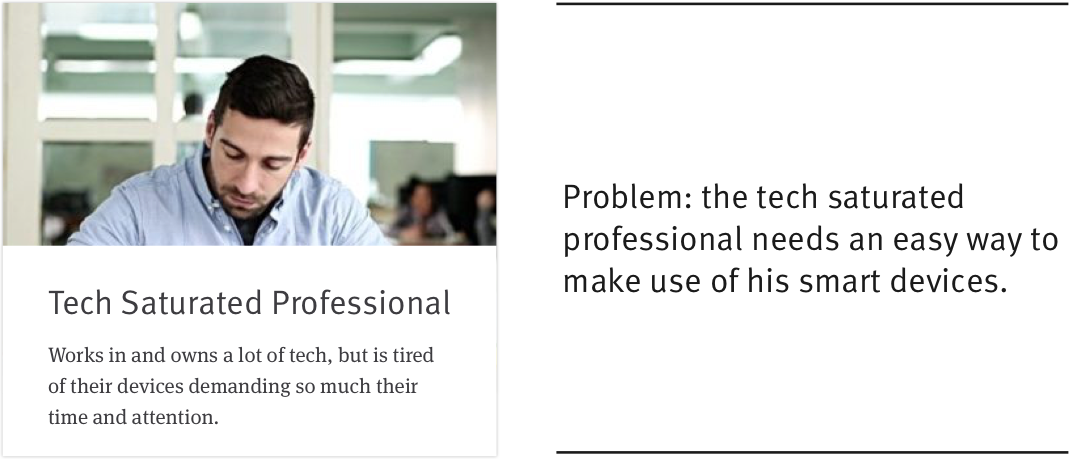 Tech Saturated Professional
Works in and owns a lot of tech, but is tired
of their devices demanding so much their
time and attention.
Problem: the tech saturated
professional needs an easy way to
make use of his smart devices.